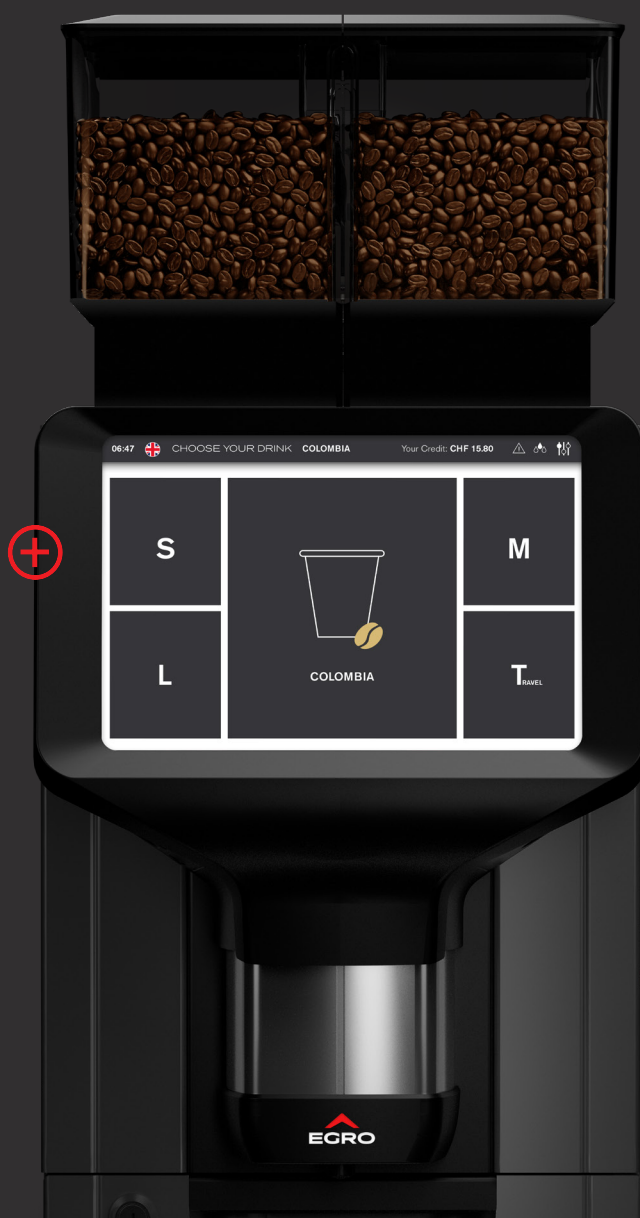 06:47 CHOOSE YOUR DRINK COLOMBIA Your Credit: CHF 15.80
S
M
COLOMBIA
L
TRAVEL
EGRO